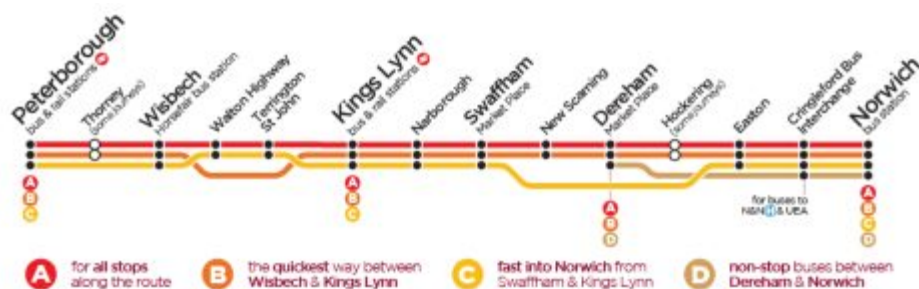 Peterborough
bus & rail stations
Thorney
(some journeys)
Wisbech
Horsefair bus station
Walton Highway
Terrington
St John
Kings Lynn
bus & rail stations
Narborough
Swaffham
Market Place
New Scarning
Dereham
Market Place
Hockering
(some journeys)
Easton
Cringleford Bus
Interchange
Norwich
bus station
A
B
C
A
B
C
A
D
for buses to
N&N H & UEA
A
B
C
D
A for all stops
along the route
B the quickest way between
Wisbech & Kings Lynn
C fast into Norwich from
Swaffham & Kings Lynn
D non-stop buses between
Dereham & Norwich